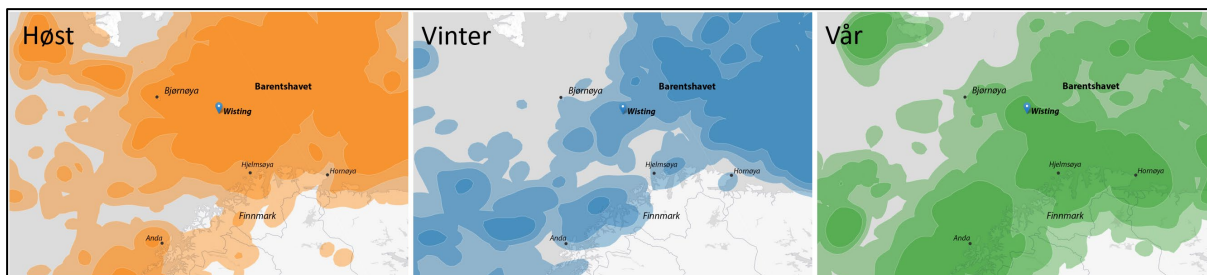 Høst
Bjørnøya
Barentshavet
Wisting
Hjelmsøya
Hornøya
Finnmark
Anda
Vinter
Bjørnøya
Barentshavet
Wisting
Hjelmsøya
Hornøya
Finnmark
Anda
Vår
Barentshavet
Bjørnøya
Wisting
Hjelmsøya
Hornøya
Finnmark
Anda